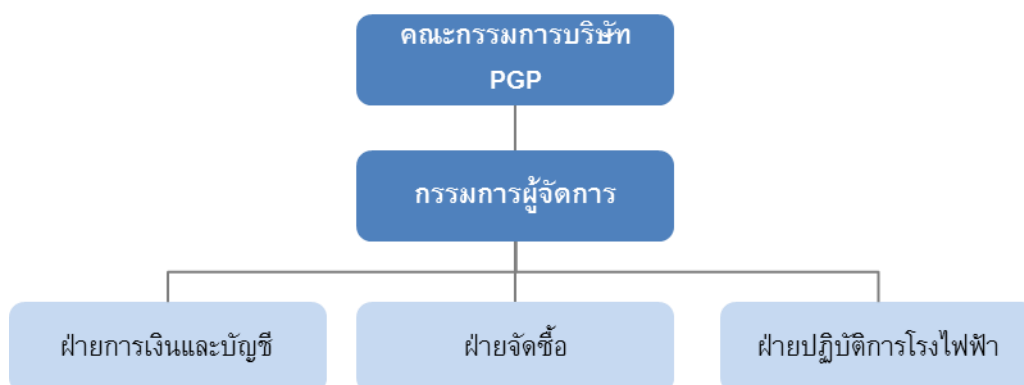 คณะกรรมการบริษัท
PGP
กรรมการผู้จัดการ
ฝ่ายการเงินและบัญชี
ฝ่ายจัดซื้อ
ฝ่ายปฏิบัติการโรงไฟฟ้า